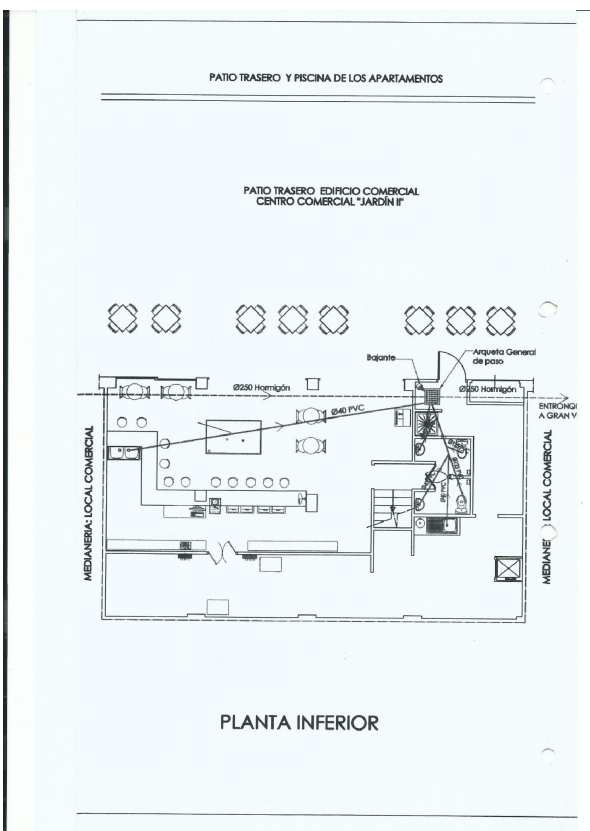 PATIO TRASERO Y PISCINA DE LOS APARTAMENTOS
PATIO TRASERO EDIFICIO COMERCIAL
CENTRO COMERCIAL "JARDÍN II"
Bajante
Arqueta General
de paso
Ø250 Hormigón
Ø250 Hormigón
Ø40 PVC
ENTRONQ
A GRAN V
MEDIANERIA: LOCAL COMERCIAL
LOCAL COMERCIAL
PLANTA INFERIOR